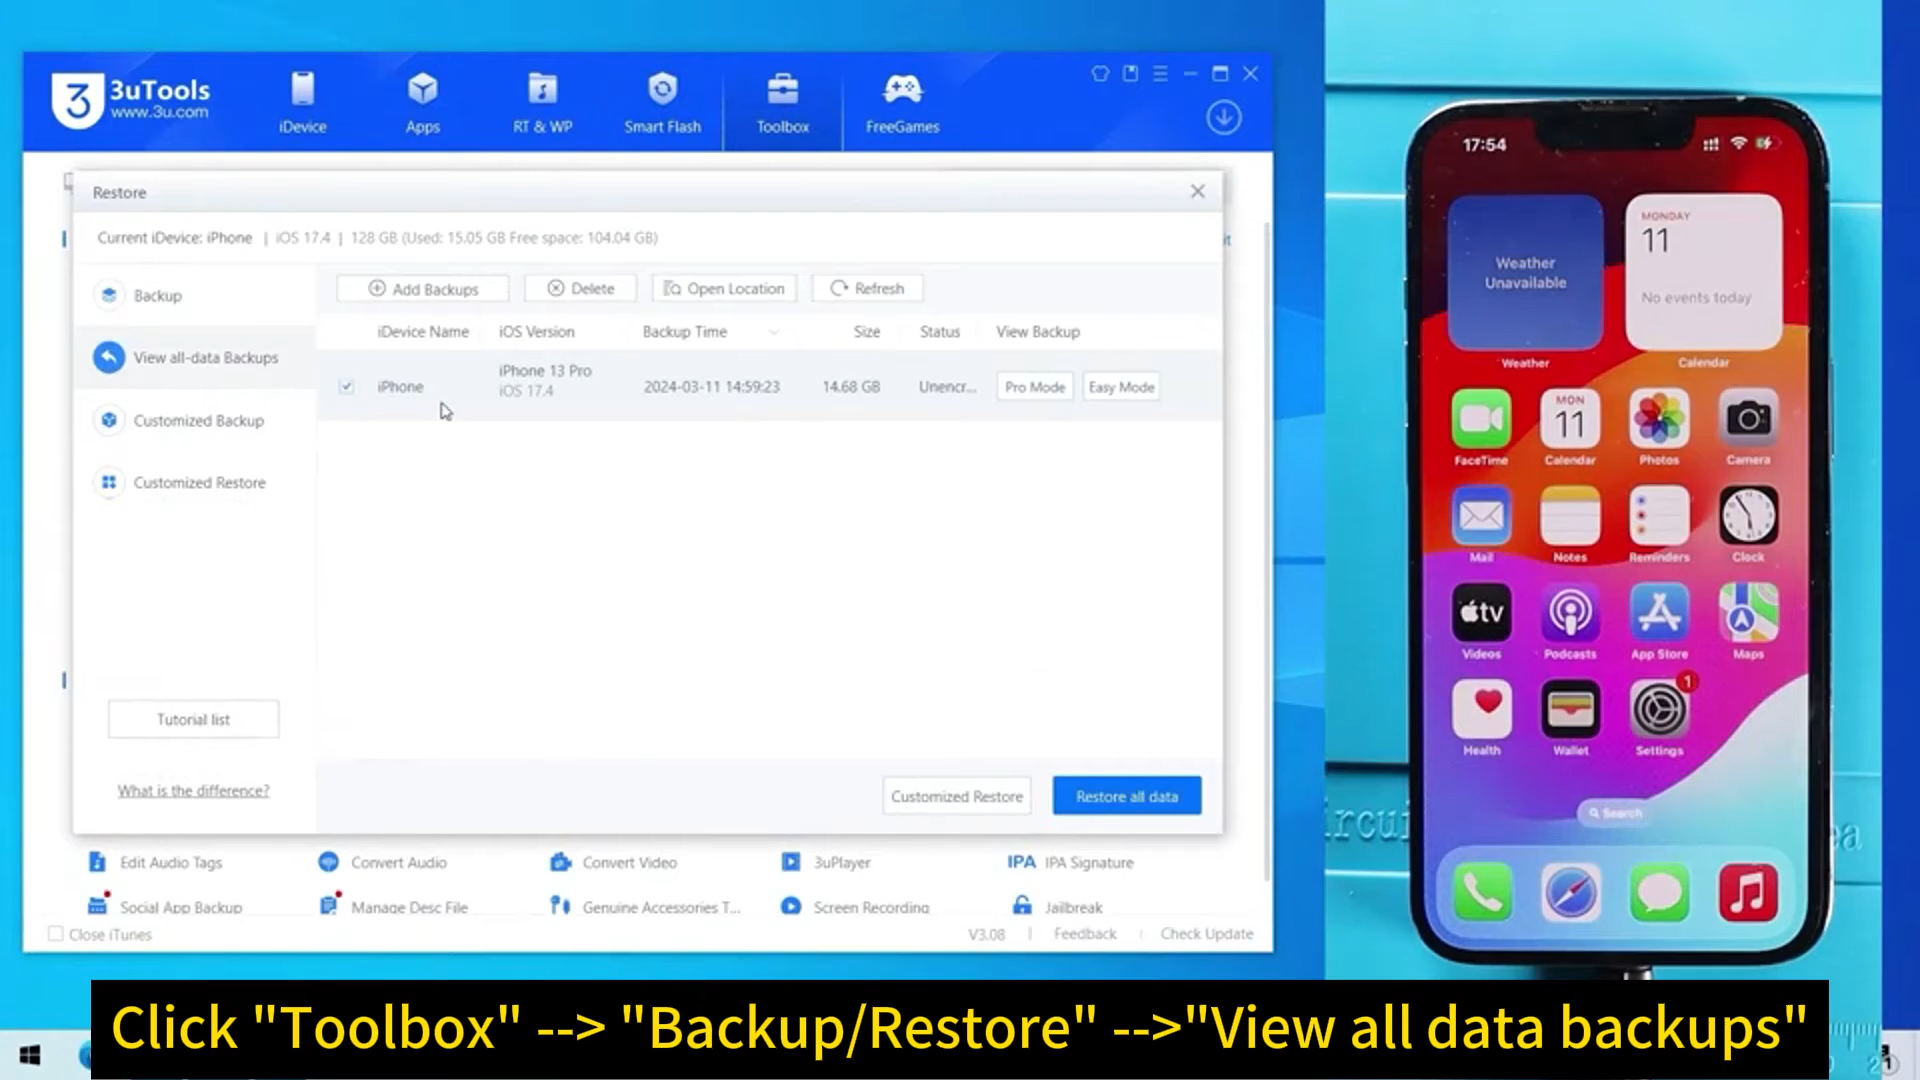 3uTools
www.3u.com
iDevice
Apps
RT & WP
Smart Flash
Toolbox
FreeGames
Restore
Current iDevice: iPhone | iOS 17.4 | 128 GB (Used: 15.05 GB Free space: 104.04 GB)
Backup
View all-data Backups
Customized Backup
Customized Restore
Tutorial list
What is the difference?
Add Backups
Delete
Open Location
Refresh
iDevice Name
iOS Version
Backup Time
Size
Status
View Backup
iPhone
iPhone 13 Pro
iOS 17.4
2024-03-11 14:59:23
14.68 GB
Unencr...
Pro Mode
Easy Mode
Customized Restore
Restore all data
Edit Audio Tags
Convert Audio
Convert Video
3uPlayer
IPA IPA Signature
Social App Backup
Manage Desc File
Genuine Accessories T...
Screen Recording
Jailbreak
Close iTunes
V3.08
Feedback
Check Update
17:54
Weather
Unavailable
Weather
MONDAY
11
No events today
Calendar
FaceTime
MON
11
Calendar
Photos
Camera
Mail
Notes
Reminders
Clock
tv
Videos
Podcasts
App Store
Maps
Health
Wallet
1
Settings
Search
Click "Toolbox" --> "Backup/Restore" -->"View all data backups"